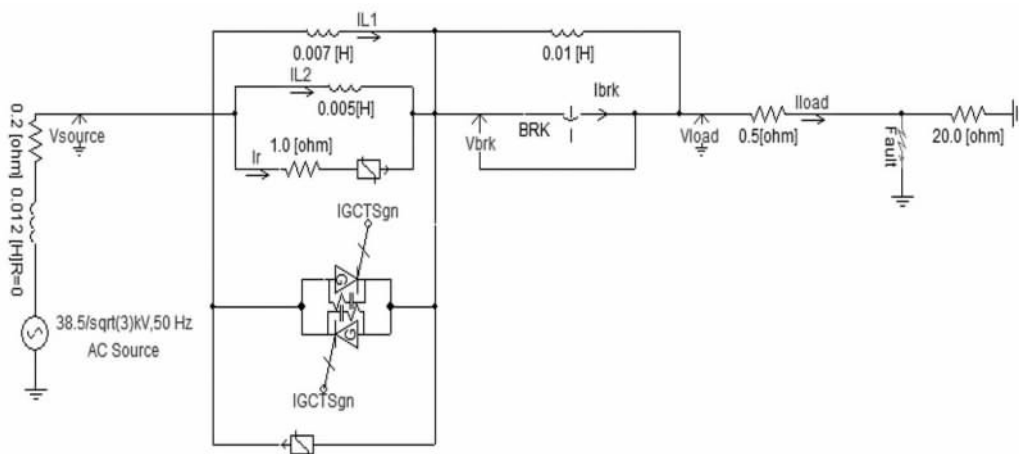 IL1
0.007 [H]
0.01 [H]
IL2
0.005[H]
Ibrk
Vsource
Vbrk
BRK
Vload
Iload
0.5[ohm]
Fault
20.0 [ohm]
Ir
1.0 [ohm]
0.2 [ohm]
0.012 [H]R=0
IGCTSgn
G
G
38.5/sqrt(3)kV,50 Hz
AC Source
IGCTSgn